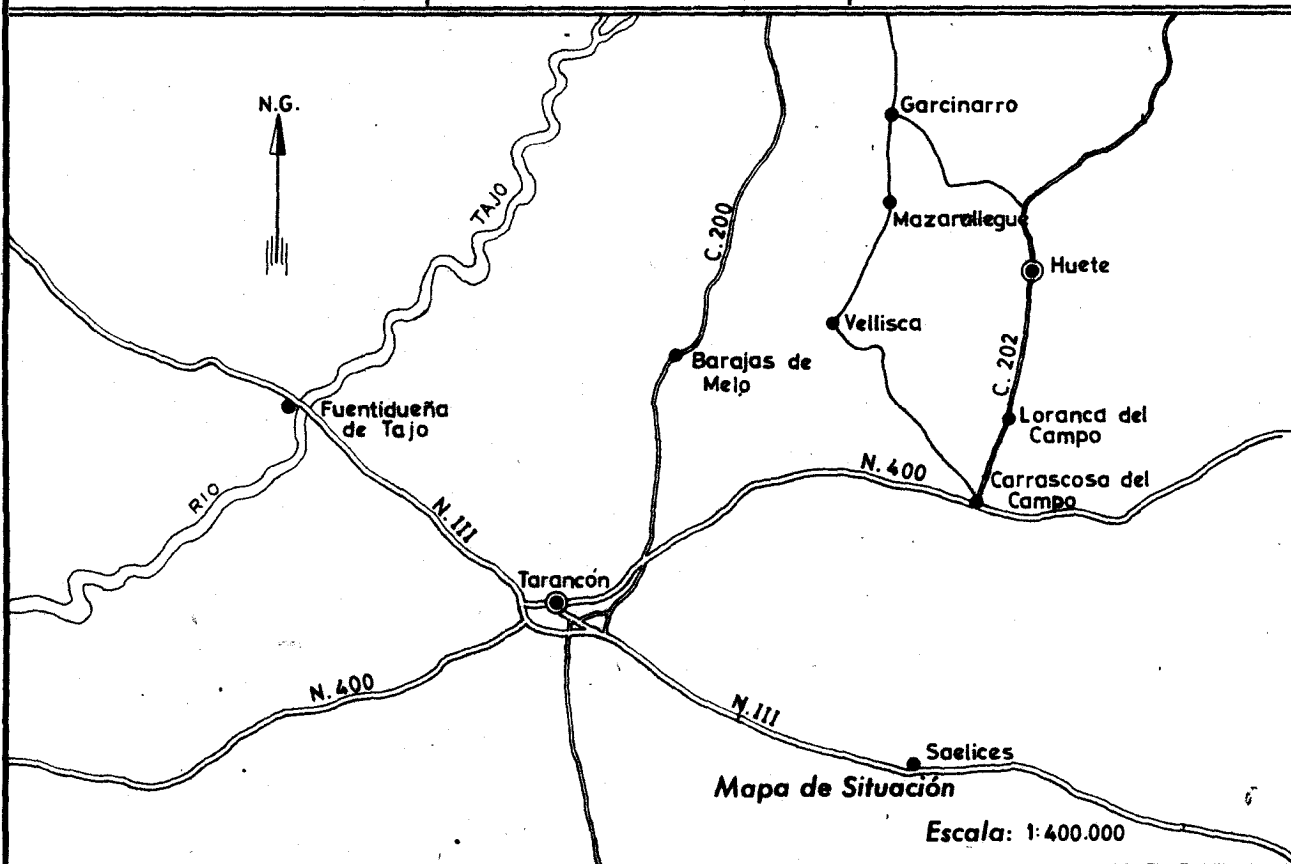 N.G.
Garcinarro
TAJO
C. 200
Mazarulleque
Huete
Vellisca
Barajas de
Melo
C. 202
Fuentidueña
de Tajo
Loranca del
Campo
N. 400
Carrascosa del
Campo
RIO
N. III
Tarancón
N. 400
N. III
Saelices
Mapa de Situación
Escala: 1:400.000